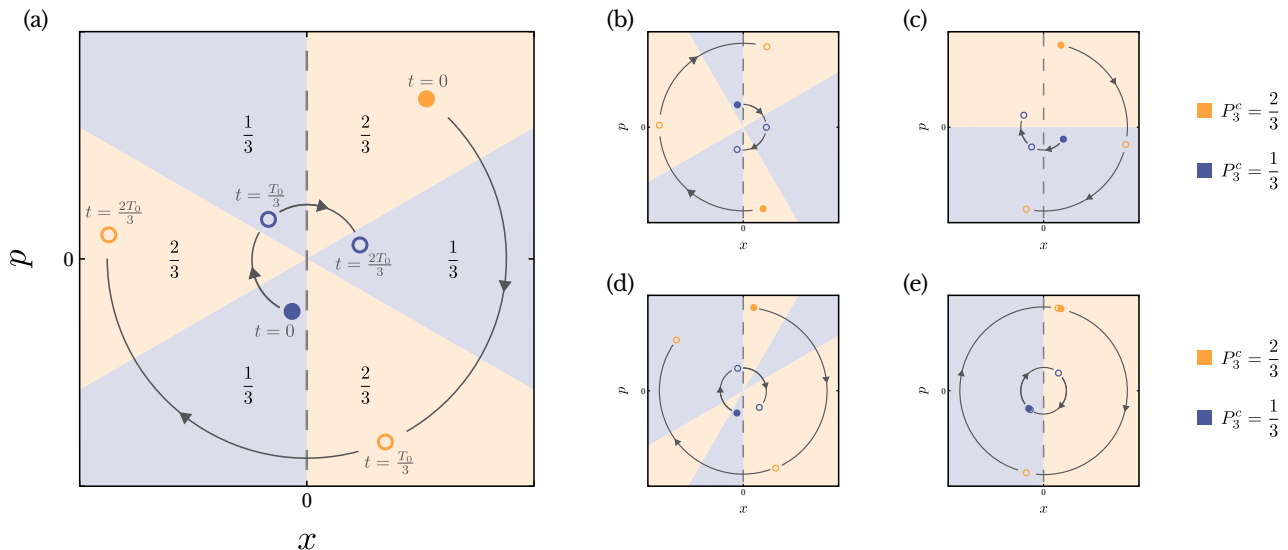 (a)
t = 0
1/3
2/3
t = T₀/3
t = 2T₀/3
2/3
1/3
t = 2T₀/3
t = 0
1/3
2/3
t = T₀/3
p
0
0
x
(b)
p
0
0
x
(c)
p
0
0
x
P₃ᶜ = 2/3
P₃ᶜ = 1/3
(d)
p
0
0
x
(e)
p
0
0
x
P₃ᶜ = 2/3
P₃ᶜ = 1/3